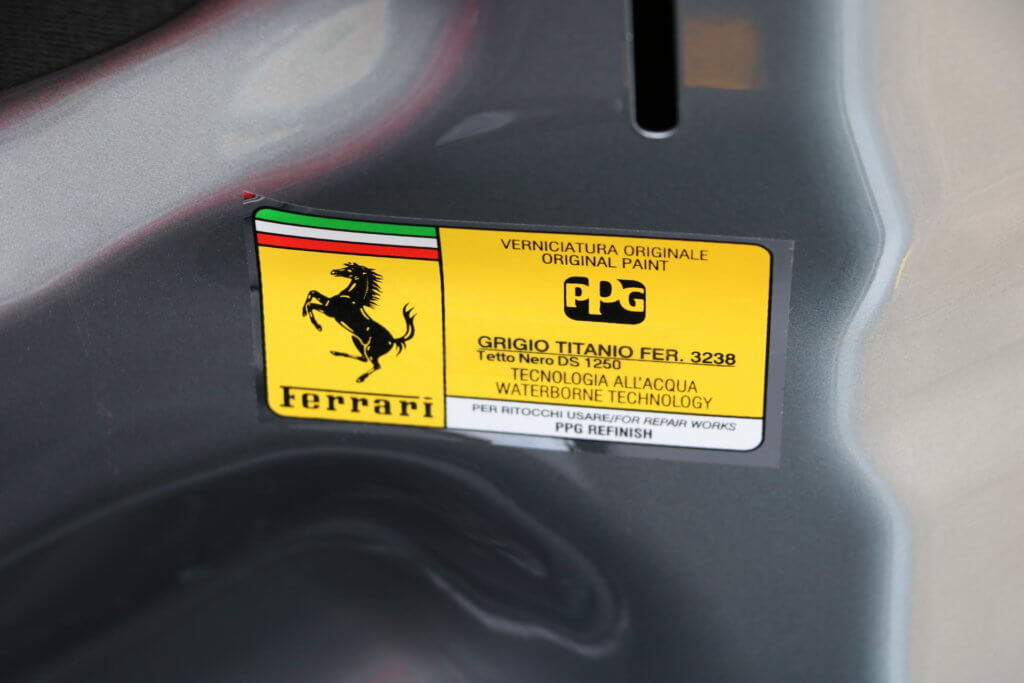 Ferrari
VERNICIATURA ORIGINALE
ORIGINAL PAINT
PPG
GRIGIO TITANIO FER. 3238
Tetto Nero DS 1250
TECNOLOGIA ALL'ACQUA
WATERBORNE TECHNOLOGY
PER RITOCCHI USARE/FOR REPAIR WORKS
PPG REFINISH